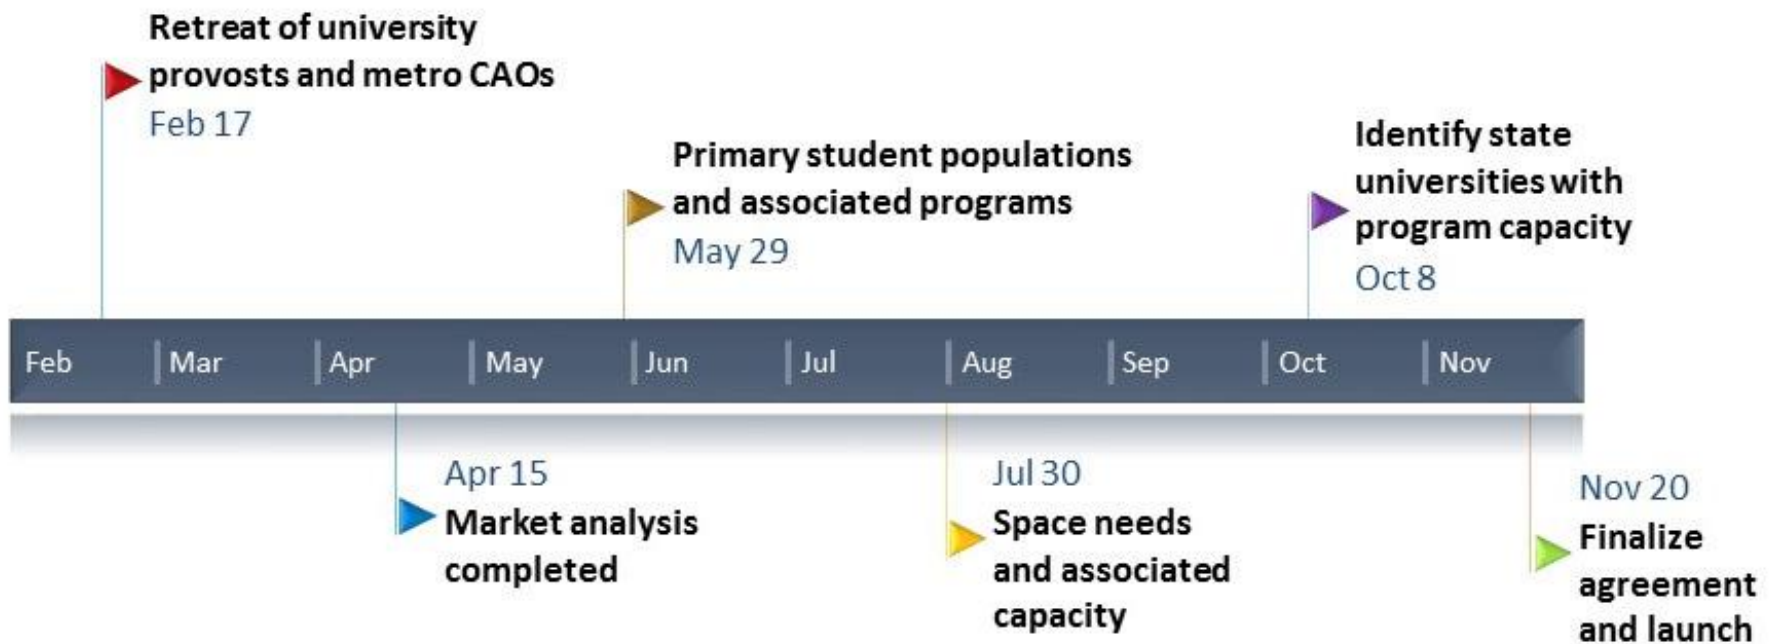 Retreat of university
provosts and metro CAOs
Feb 17
Primary student populations
and associated programs
May 29
Identify state
universities with
program capacity
Oct 8
Feb Mar Apr May Jun Jul Aug Sep Oct Nov
Apr 15
Market analysis
completed
Jul 30
Space needs
and associated
capacity
Nov 20
Finalize
agreement
and launch